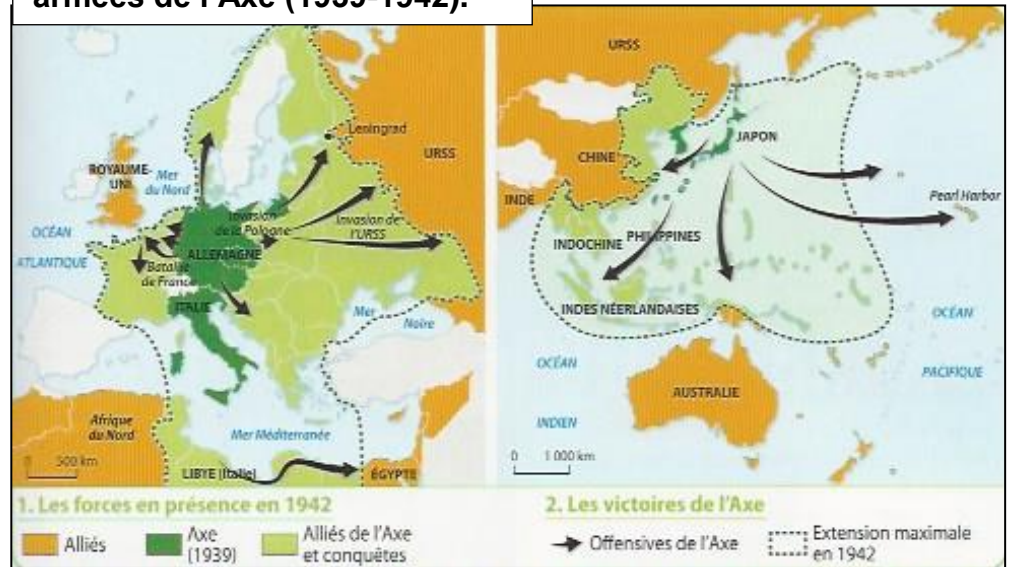 armées de l'Axe (1939-1942).
Leningrad
URSS
ROYAUME-
UNI
Mer
du Nord
Invasion
de la Pologne
Invasion de
l'URSS
OCÉAN
ATLANTIQUE
ALLEMAGNE
Bataille
de France
ITALIE
Mer
Noire
Afrique
du Nord
Mer Méditerranée
500 km
LIBYE (Italie)
ÉGYPTE
URSS
JAPON
CHINE
INDE
Pearl Harbor
INDOCHINE
PHILIPPINES
INDES NÉERLANDAISES
OCÉAN
PACIFIQUE
OCÉAN
INDIEN
AUSTRALIE
0 1 000 km
1. Les forces en présence en 1942
Alliés
Axe
(1939)
Alliés de l'Axe
et conquêtes
2. Les victoires de l'Axe
Offensives de l'Axe
Extension maximale
en 1942